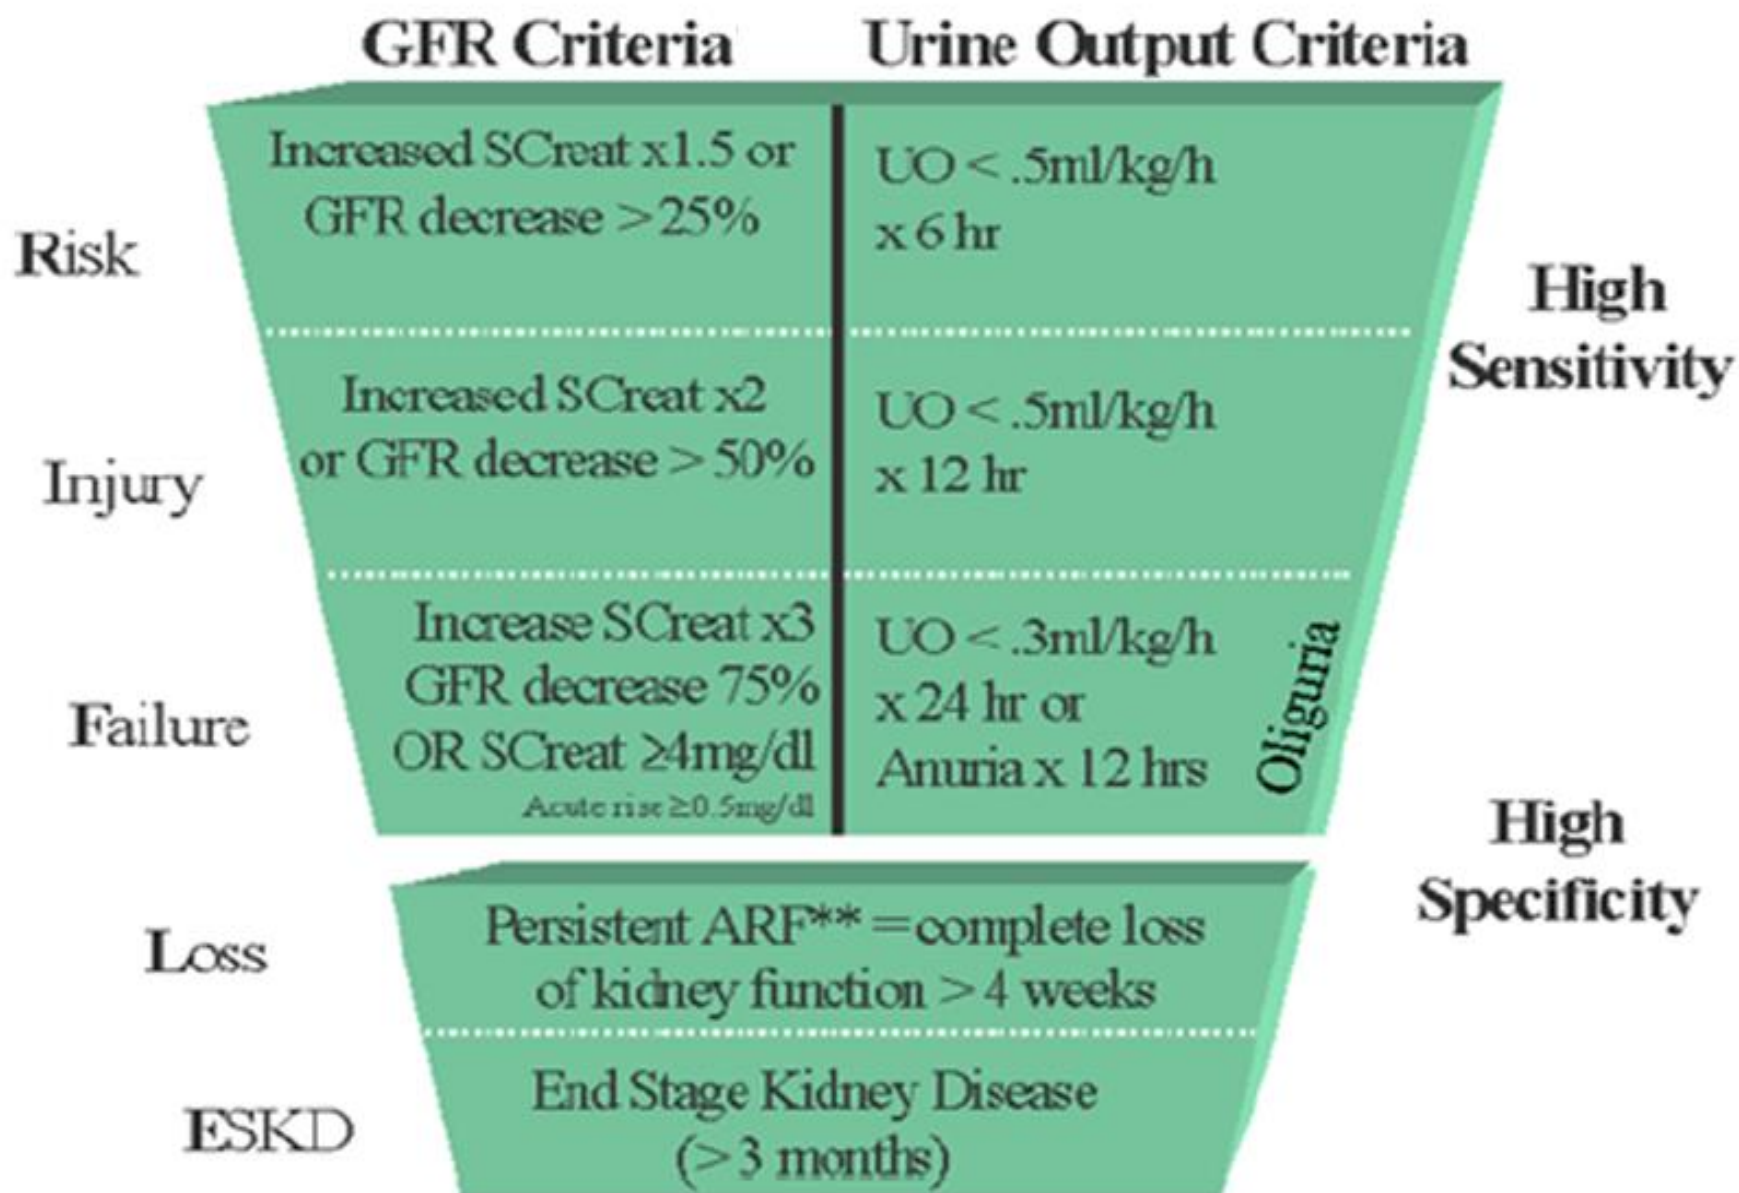 GFR Criteria
Urine Output Criteria
Risk
Increased SCreat x1.5 or
GFR decrease > 25%
UO < .5ml/kg/h
x 6 hr
High
Sensitivity
Injury
Increased SCreat x2
or GFR decrease > 50%
UO < .5ml/kg/h
x 12 hr
Failure
Increase SCreat x3
GFR decrease 75%
OR SCreat ≥4mg/dl
Acute rise ≥0.5mg/dl
UO < .3ml/kg/h
x 24 hr or
Anuria x 12 hrs
Oliguria
High
Specificity
Loss
Persistent ARF** = complete loss
of kidney function > 4 weeks
ESKD
End Stage Kidney Disease
(> 3 months)